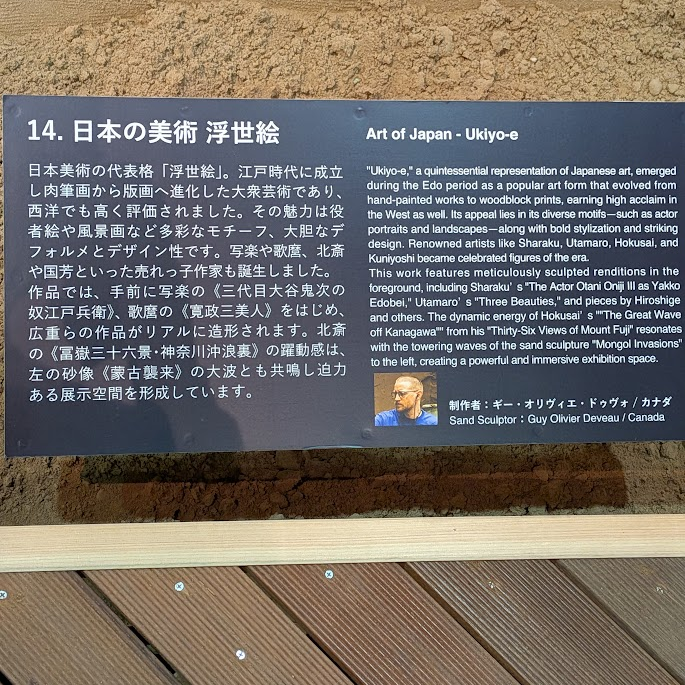 14. 日本の美術 浮世絵
日本美術の代表格「浮世絵」。江戸時代に成立
し肉筆画から版画へ進化した大衆芸術であり、
西洋でも高く評価されました。その魅力は役
者絵や風景画など多彩なモチーフ、大胆なデ
フォルメとデザイン性です。写楽や歌麿、北斎
や国芳といった売れっ子作家も誕生しました。
作品では、手前に写楽の《三代目大谷鬼次の
奴江戸兵衛》、歌麿の《寛政三美人》をはじめ、
広重らの作品がリアルに造形されます。北斎
の《冨嶽三十六景・神奈川沖浪裏》の躍動感は、
左の砂像《蒙古襲来》の大波とも共鳴し迫力
ある展示空間を形成しています。
Art of Japan - Ukiyo-e
"Ukiyo-e," a quintessential representation of Japanese art, emerged
during the Edo period as a popular art form that evolved from
hand-painted works to woodblock prints, earning high acclaim in
the West as well. Its appeal lies in its diverse motifs—such as actor
portraits and landscapes—along with bold stylization and striking
design. Renowned artists like Sharaku, Utamaro, Hokusai, and
Kuniyoshi became celebrated figures of the era.
This work features meticulously sculpted renditions in the
foreground, including Sharaku’s "The Actor Otani Oniji III as Yakko
Edobei," Utamaro’s "Three Beauties," and pieces by Hiroshige
and others. The dynamic energy of Hokusai’s ""The Great Wave
off Kanagawa"" from his "Thirty-Six Views of Mount Fuji" resonates
with the towering waves of the sand sculpture "Mongol Invasions"
to the left, creating a powerful and immersive exhibition space.
制作者：ギー・オリヴィエ・ドゥヴォ / カナダ
Sand Sculptor：Guy Olivier Deveau / Canada